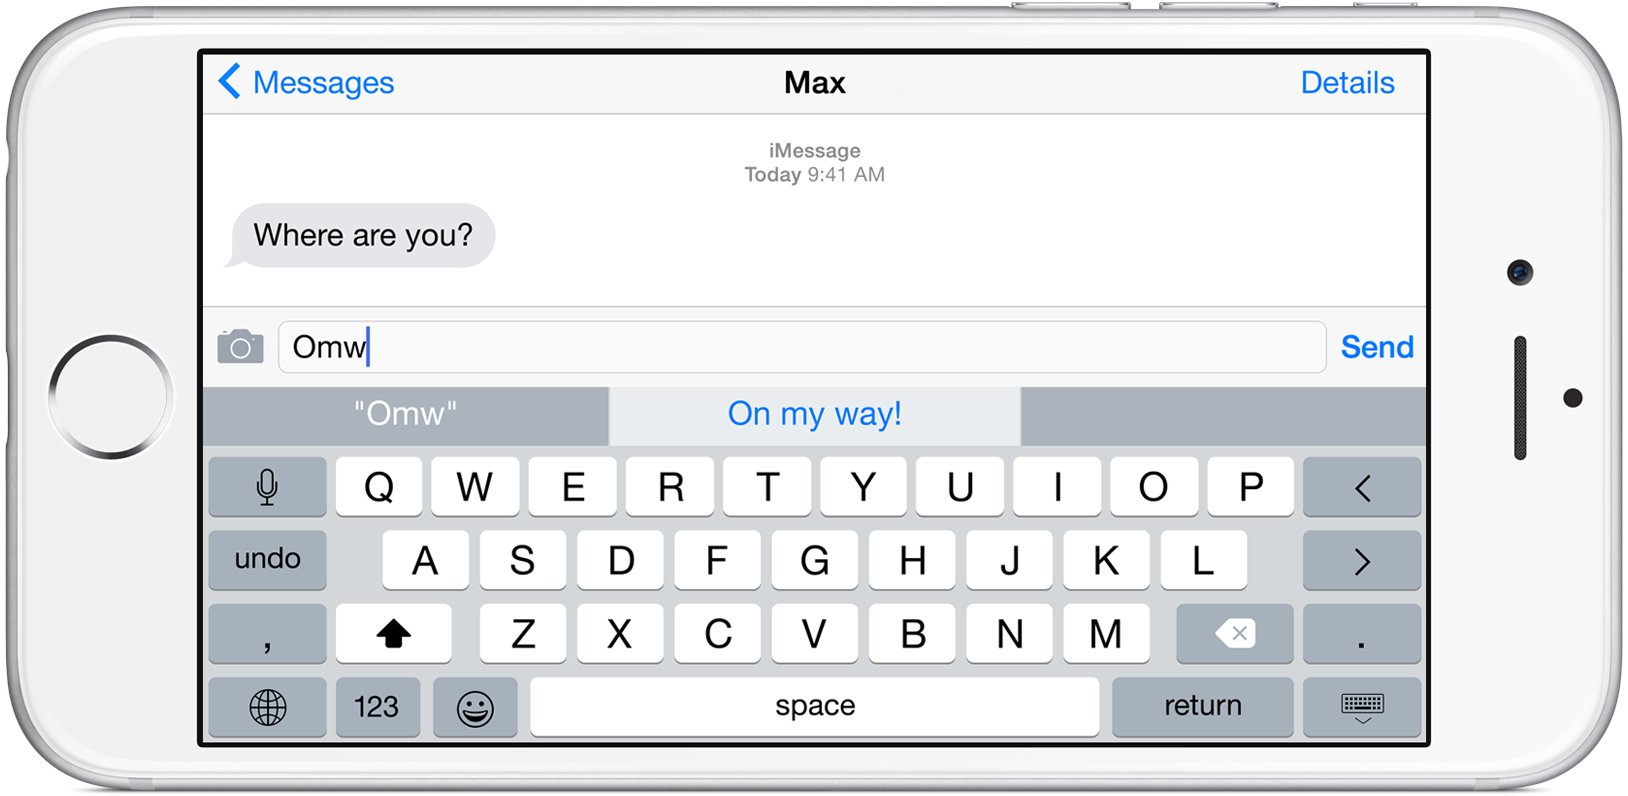 Messages Max Details
iMessage
Today 9:41 AM
Where are you?
Omw Send
"Omw" On my way!
Q W E R T Y U I O P <
undo A S D F G H J K L >
, Z X C V B N M .
123 space return